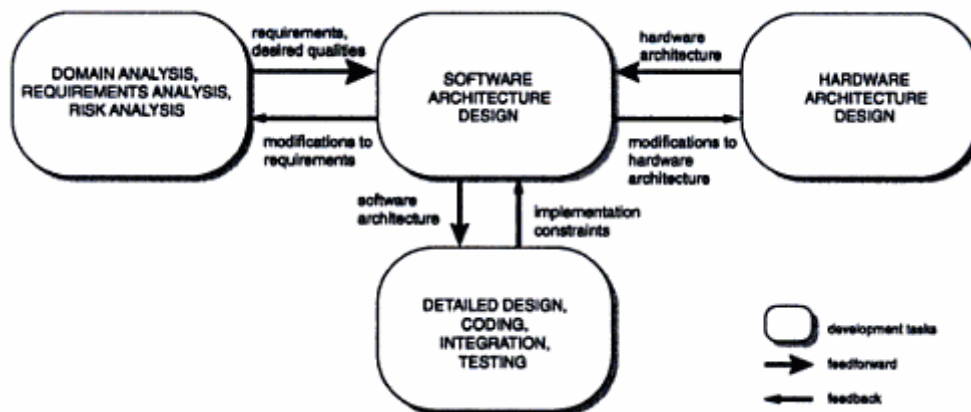 requirements,
desired qualities
hardware
architecture
DOMAIN ANALYSIS,
REQUIREMENTS ANALYSIS,
RISK ANALYSIS
SOFTWARE
ARCHITECTURE
DESIGN
HARDWARE
ARCHITECTURE
DESIGN
modifications to
requirements
modifications to
hardware
architecture
software
architecture
implementation
constraints
DETAILED DESIGN,
CODING,
INTEGRATION,
TESTING
development tasks
feedforward
feedback